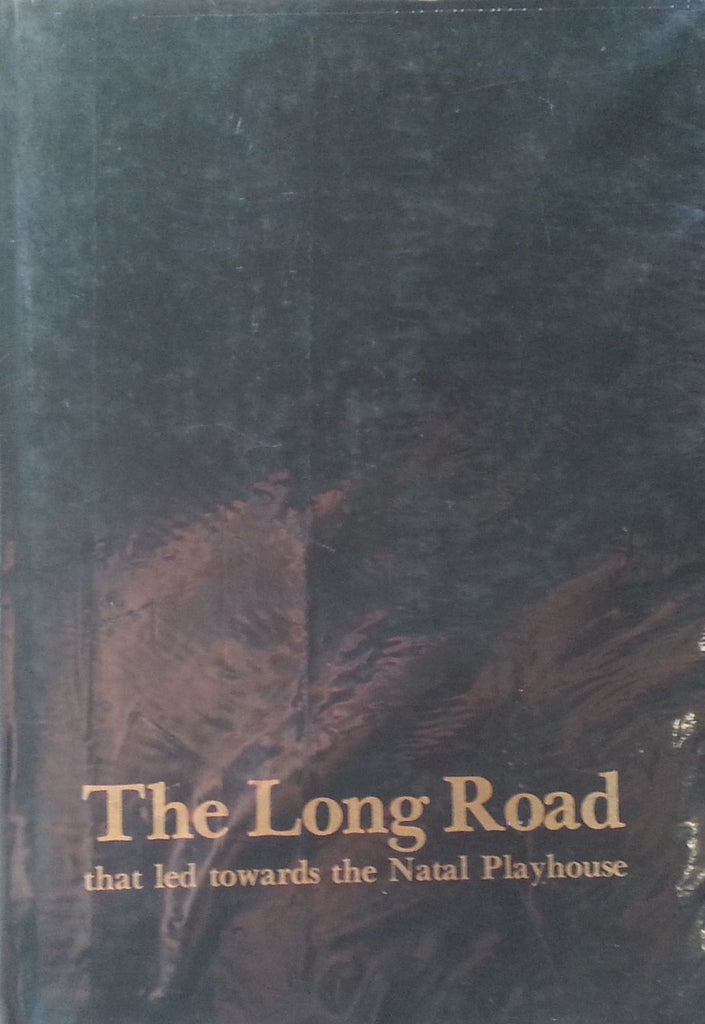 The Long Road
that led towards the Natal Playhouse